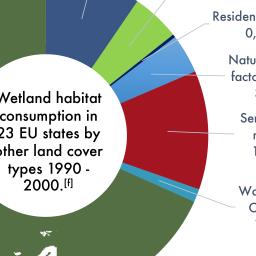 Wetland habitat
consumption in
23 EU states by
other land cover
types 1990 -
2000.[f]
Residen
0,
Natu
facto
Se
Wa